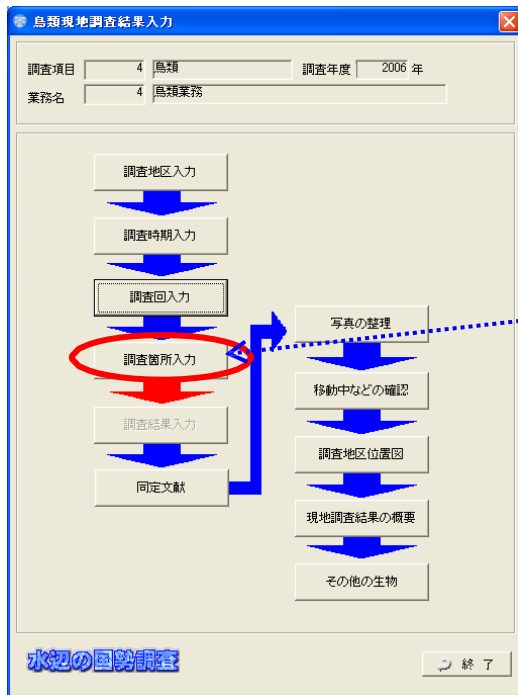 鳥類現地調査結果入力
調査項目 4 鳥類 調査年度 2006 年
業務名 4 鳥類業務
調査地区入力
調査時期入力
調査回入力
調査箇所入力
調査結果入力
同定文献
写真の整理
移動中などの確認
調査地区位置図
現地調査結果の概要
その他の生物
水辺の国勢調査
終了